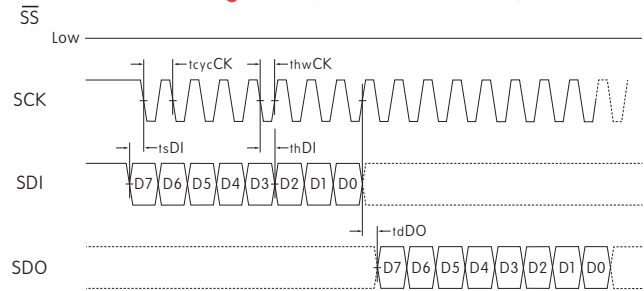 SS
Low
tcycCK thwCK
SCK
tsDI thDI
SDI D7 D6 D5 D4 D3 D2 D1 D0
tdDO
SDO D7 D6 D5 D4 D3 D2 D1 D0